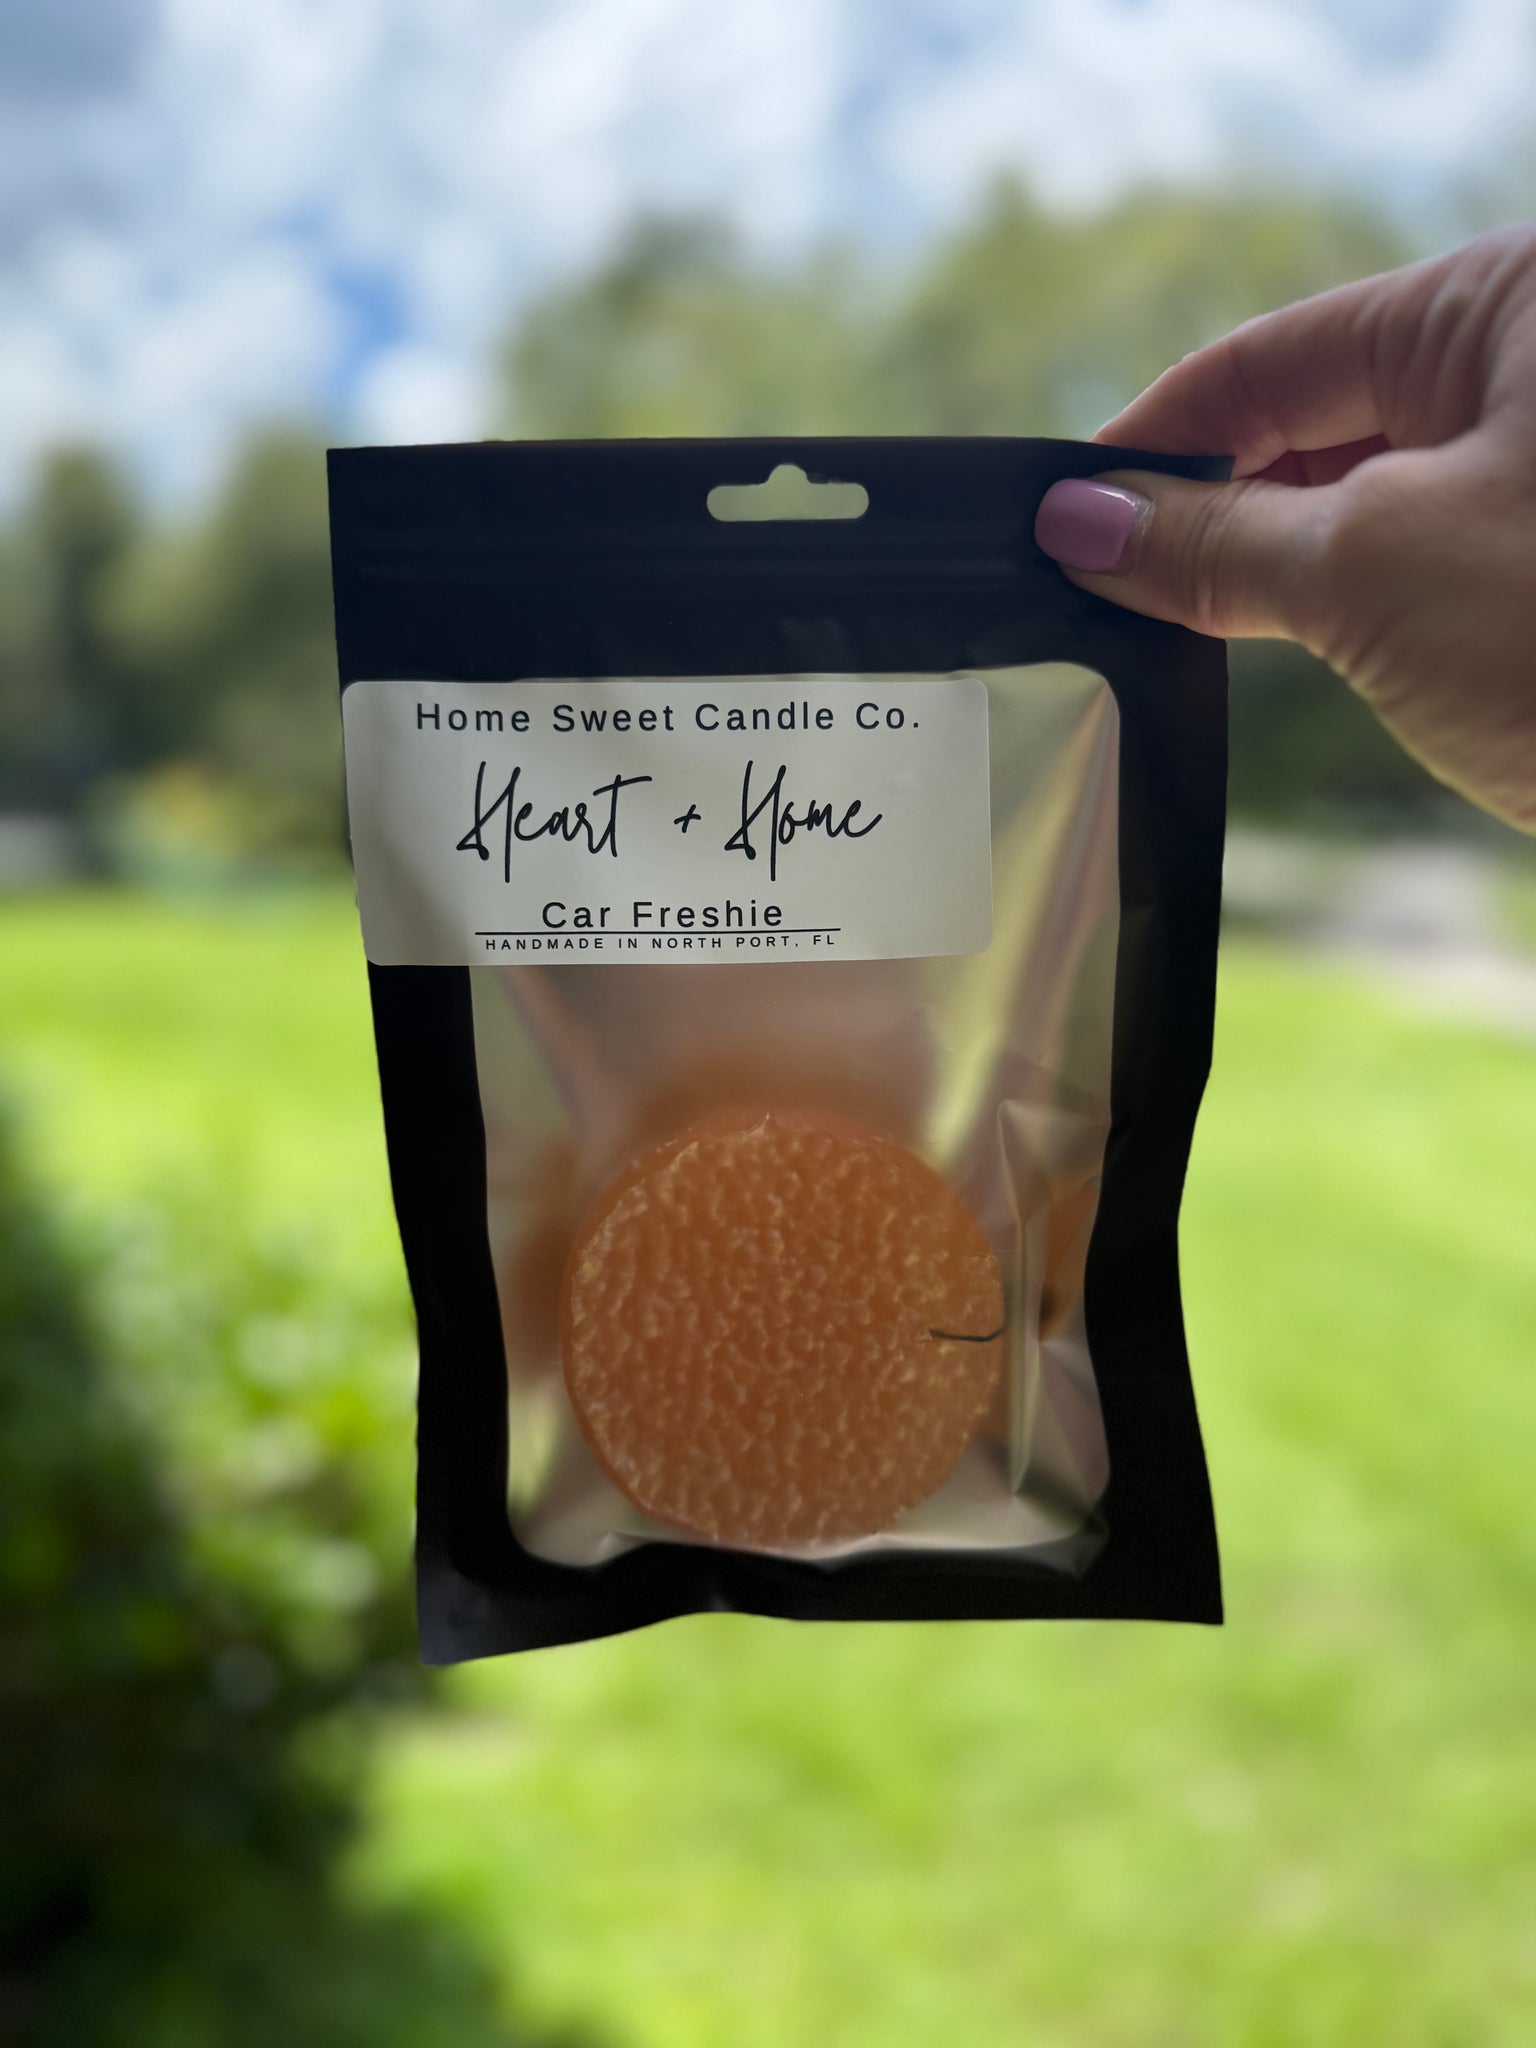 Home Sweet Candle Co.
Heart + Home
Car Freshie
HANDMADE IN NORTH PORT, FL